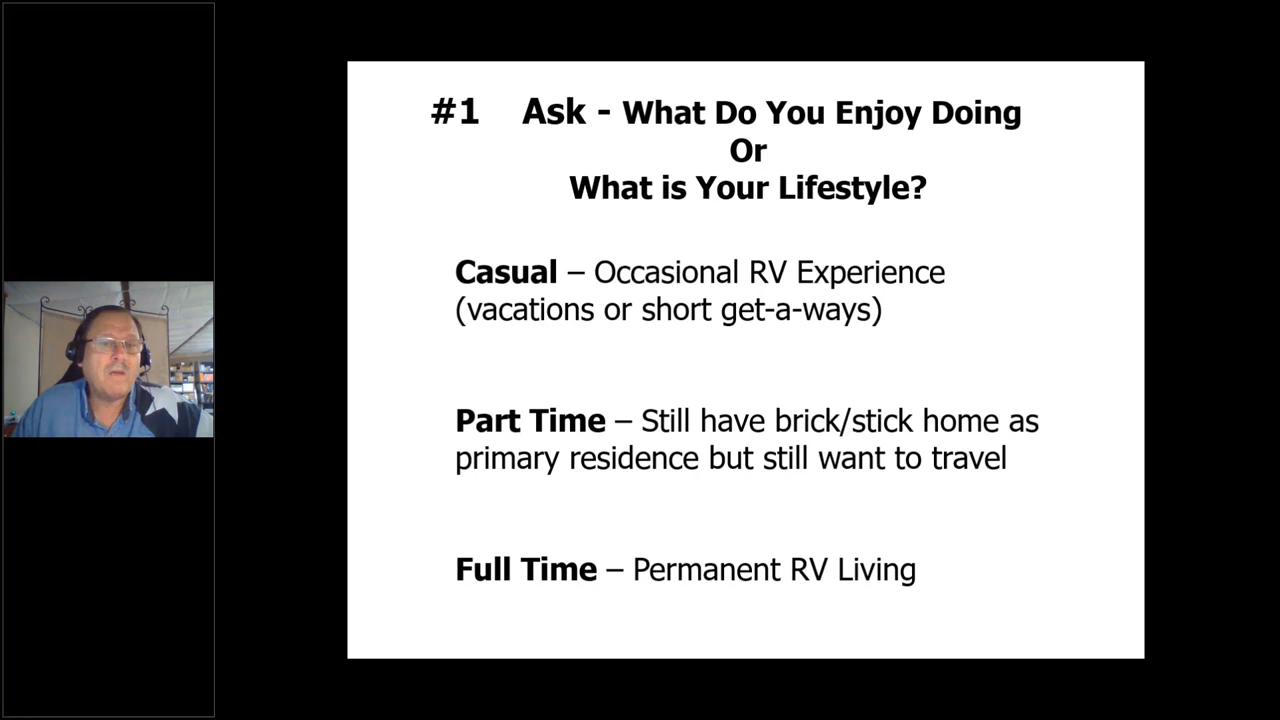 #1 Ask - What Do You Enjoy Doing
Or
What is Your Lifestyle?
Casual – Occasional RV Experience
(vacations or short get-a-ways)
Part Time – Still have brick/stick home as
primary residence but still want to travel
Full Time – Permanent RV Living